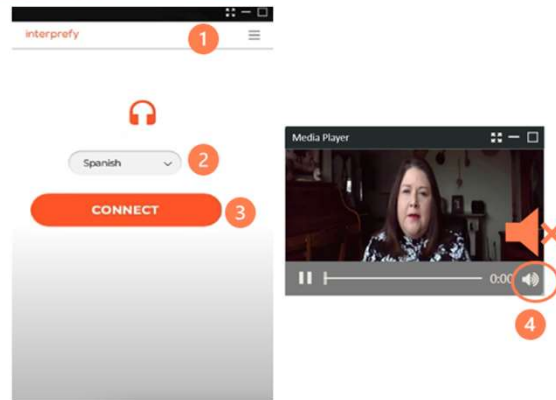 interprefy
1
Spanish
2
CONNECT
3
Media Player
0:00
4